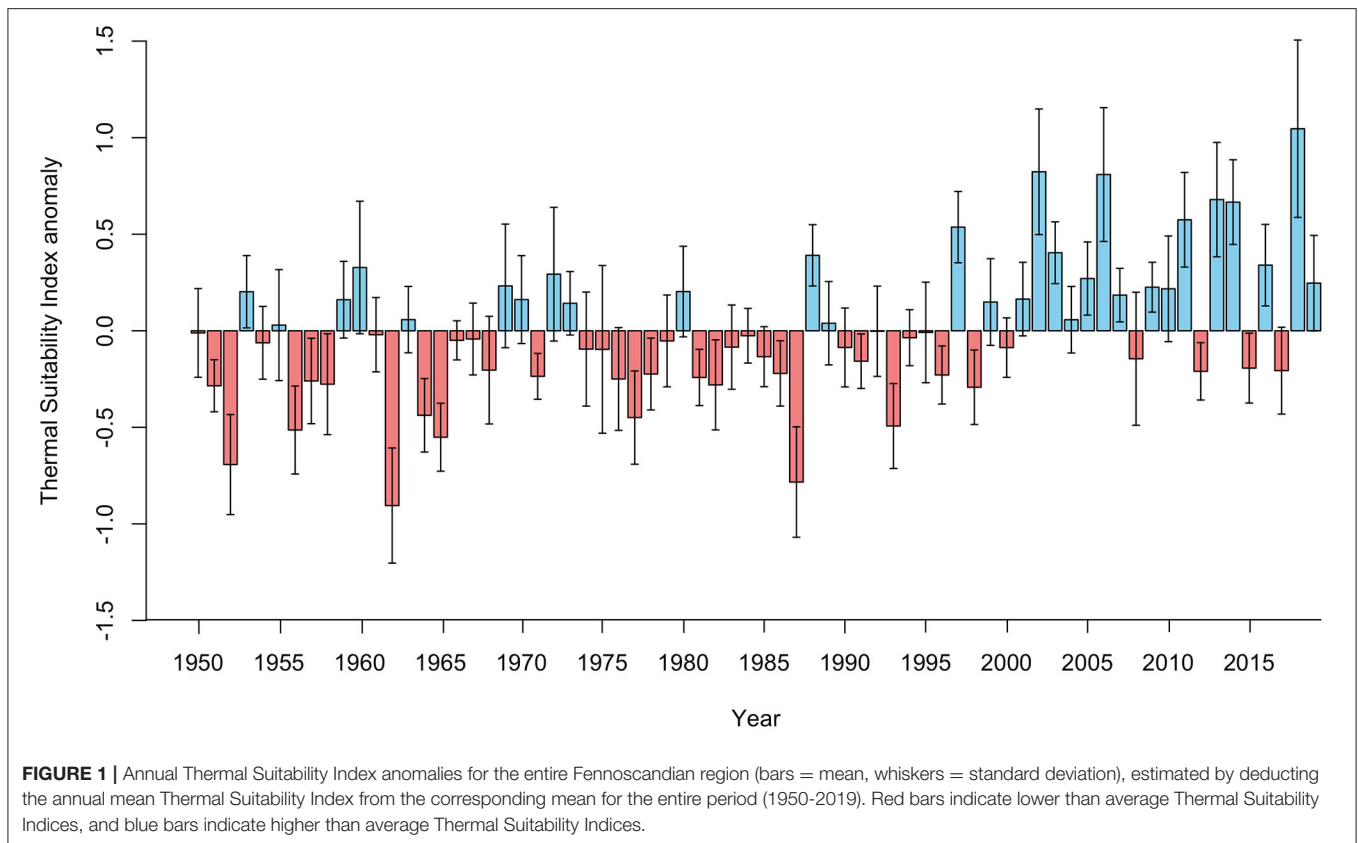 1.5
1.0
0.5
0.0
-0.5
-1.0
-1.5
Thermal Suitability Index anomaly
1950 1955 1960 1965 1970 1975 1980 1985 1990 1995 2000 2005 2010 2015
Year
FIGURE 1 | Annual Thermal Suitability Index anomalies for the entire Fennoscandian region (bars = mean, whiskers = standard deviation), estimated by deducting
the annual mean Thermal Suitability Index from the corresponding mean for the entire period (1950-2019). Red bars indicate lower than average Thermal Suitability
Indices, and blue bars indicate higher than average Thermal Suitability Indices.